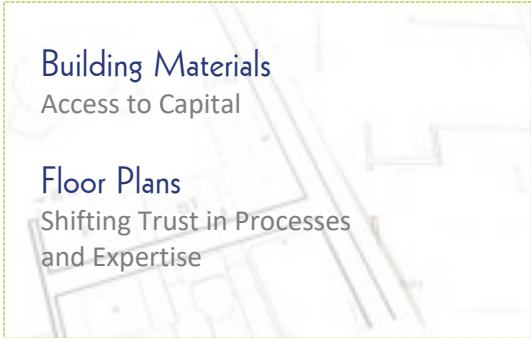 Building Materials
Access to Capital
Floor Plans
Shifting Trust in Processes
and Expertise